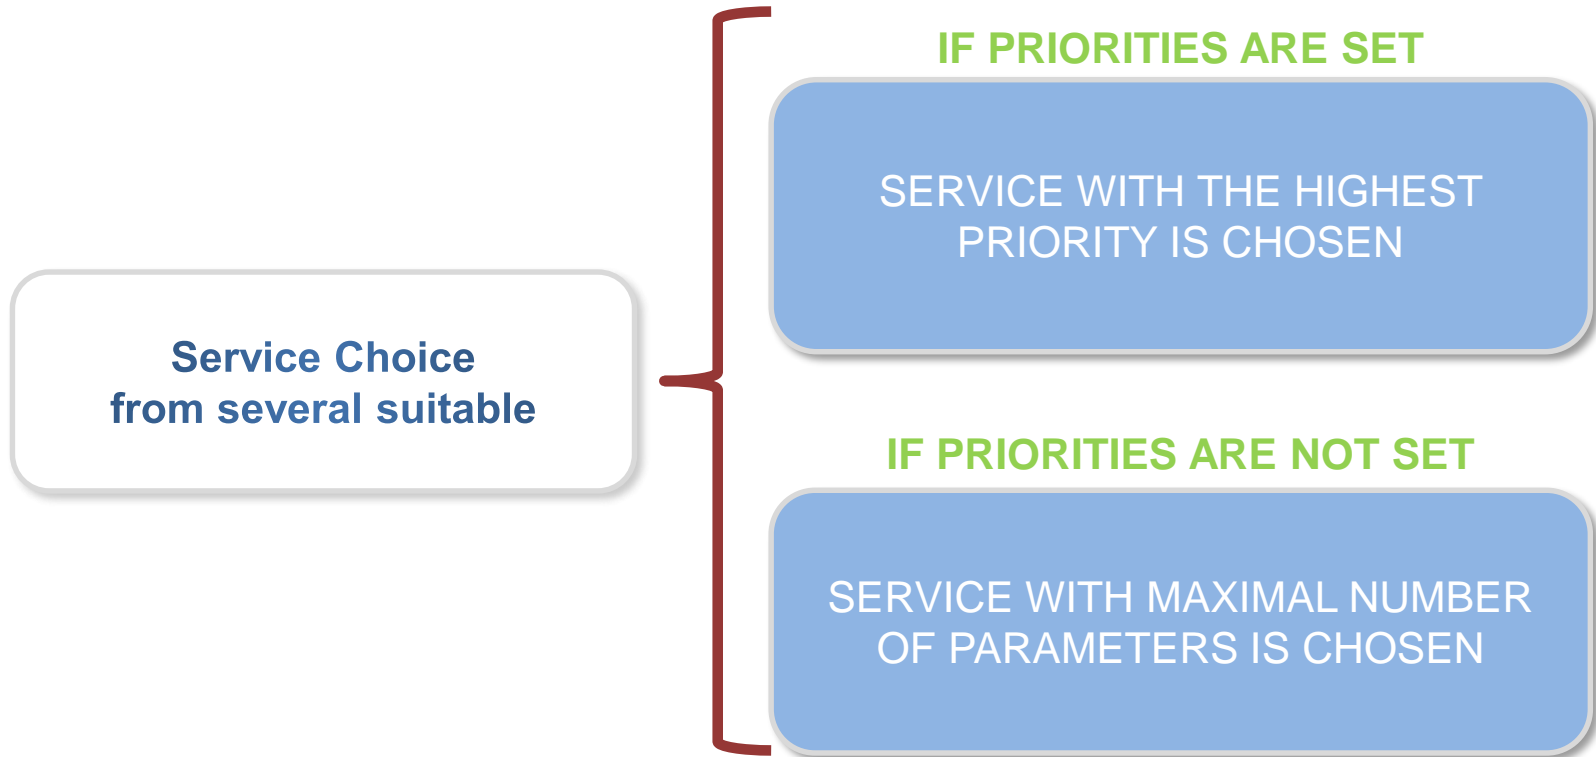 IF PRIORITIES ARE SET
SERVICE WITH THE HIGHEST
PRIORITY IS CHOSEN
Service Choice
from several suitable
IF PRIORITIES ARE NOT SET
SERVICE WITH MAXIMAL NUMBER
OF PARAMETERS IS CHOSEN